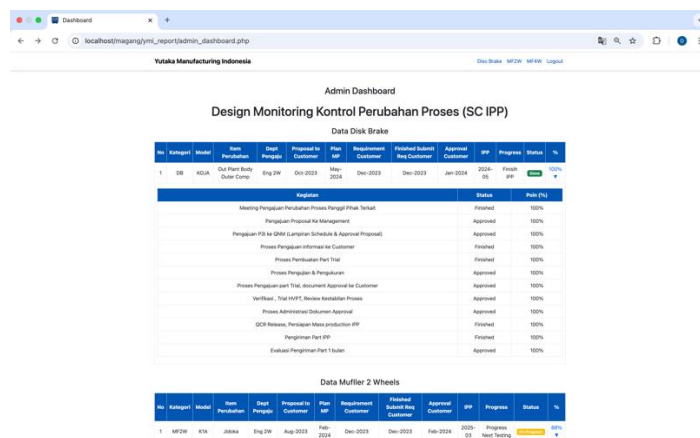 Dashboard
localhost/magang/ymi_report/admin_dashboard.php
Yutaka Manufacturing Indonesia Disc Brake MF2W MF4W Logout
Admin Dashboard
Design Monitoring Kontrol Perubahan Proses (SC IPP)
Data Disk Brake
No Kategori Model Item Perubahan Dept Pengaju Proposal to Customer Plan MP Requirement Customer Finished Submit Req Customer Approval Customer IPP Progress Status %
1 DB KOJA Out Plant Body Outer Comp Eng 2W Oct-2023 May-2024 Dec-2023 Dec-2023 Jan-2024 2024-05 Finish IPP 100% ▼
Kegiatan Status Poin (%)
Meeting Pengajuan Perubahan Proses Panggil Pihak Terkait Finished 100%
Pengajuan Proposal Ke Management Approved 100%
Pengajuan P3I ke QNM (Lampiran Schedule & Approval Proposal) Approved 100%
Proses Pengajuan informasi ke Customer Finished 100%
Proses Pembuatan Part Trial Finished 100%
Proses Pengujian & Pengukuran Approved 100%
Proses Pengajuan part Trial, document Approval ke Customer Finished 100%
Verifikasi , Trial HVPT, Review Kestabilan Proses Approved 100%
Proses Administrasi Dokumen Approval Approved 100%
QCR Release, Persiapan Mass production IPP Finished 100%
Pengiriman Part IPP Finished 100%
Evaluasi Pengiriman Part 1 bulan Approved 100%
Data Muffler 2 Wheels
No Kategori Model Item Perubahan Dept Pengaju Proposal to Customer Plan MP Requirement Customer Finished Submit Req Customer Approval Customer IPP Progress Status %
1 MF2W K1A Jidoka Eng 2W Aug-2023 Feb-2024 Dec-2023 Dec-2023 Feb-2024 2025-03 Progress Next Testing 88% ▼